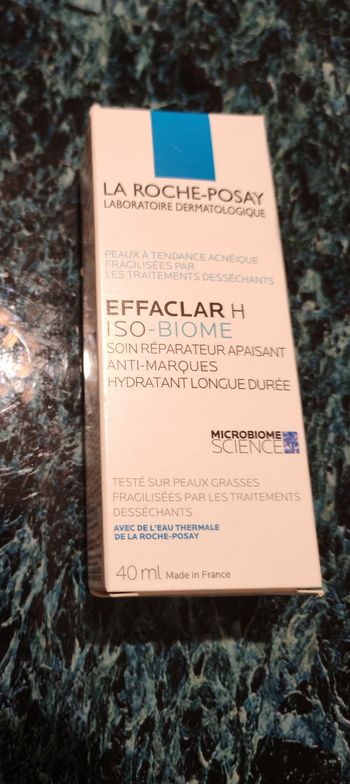 LA ROCHE-POSAY
LABORATOIRE DERMATOLOGIQUE
PEAUX À TENDANCE ACNÉIQUE
FRAGILISÉES PAR
LES TRAITEMENTS DESSÉCHANTS
EFFACLAR H
ISO-BIOME
SOIN RÉPARATEUR APAISANT
ANTI-MARQUES
HYDRATANT LONGUE DURÉE
MICROBIOME
SCIENCE
TESTÉ SUR PEAUX GRASSES
FRAGILISÉES PAR LES TRAITEMENTS
DESSÉCHANTS
AVEC DE L'EAU THERMALE
DE LA ROCHE-POSAY
40 ml Made in France